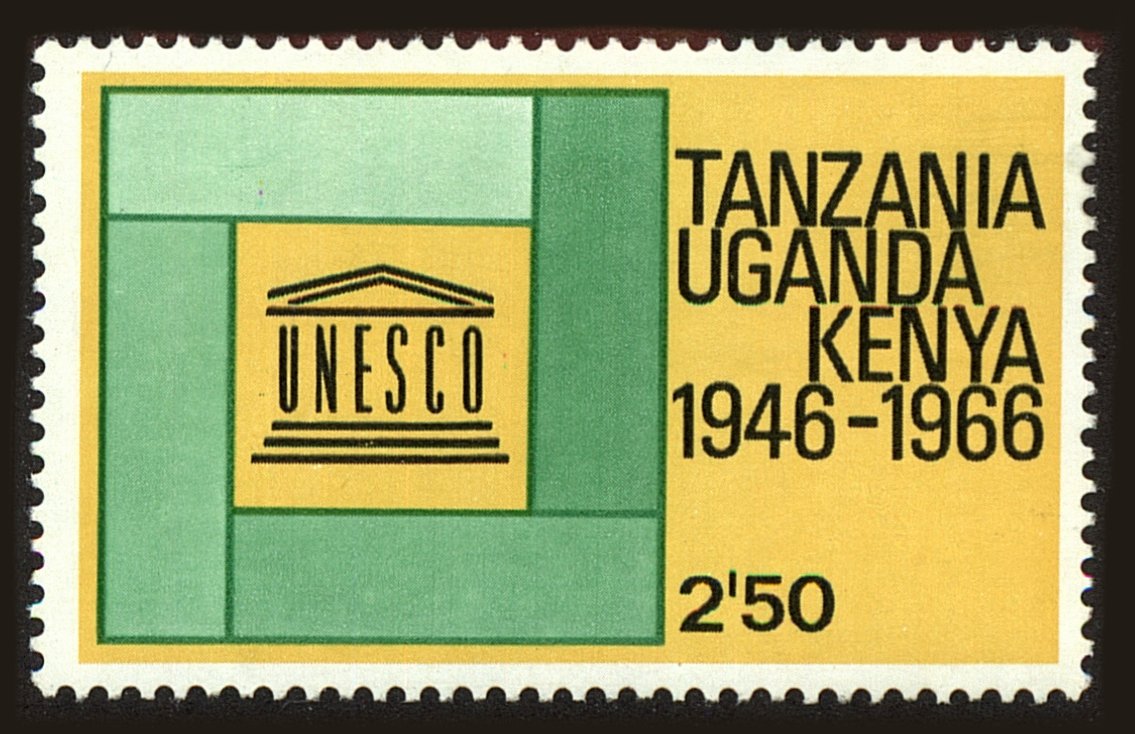 UNESCO
TANZANIA
UGANDA
KENYA
1946-1966
2'50